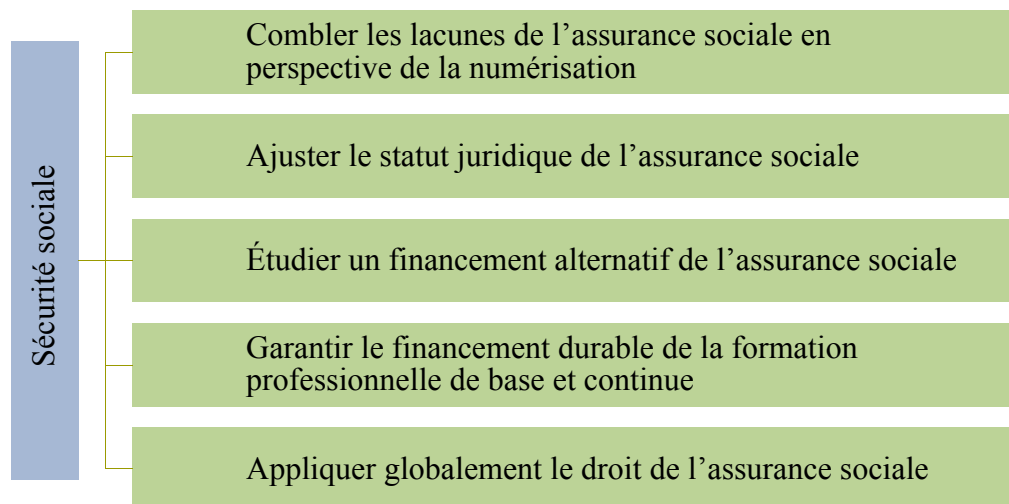 Sécurité sociale
Combler les lacunes de l’assurance sociale en
perspective de la numérisation
Ajuster le statut juridique de l’assurance sociale
Étudier un financement alternatif de l’assurance sociale
Garantir le financement durable de la formation
professionnelle de base et continue
Appliquer globalement le droit de l’assurance sociale